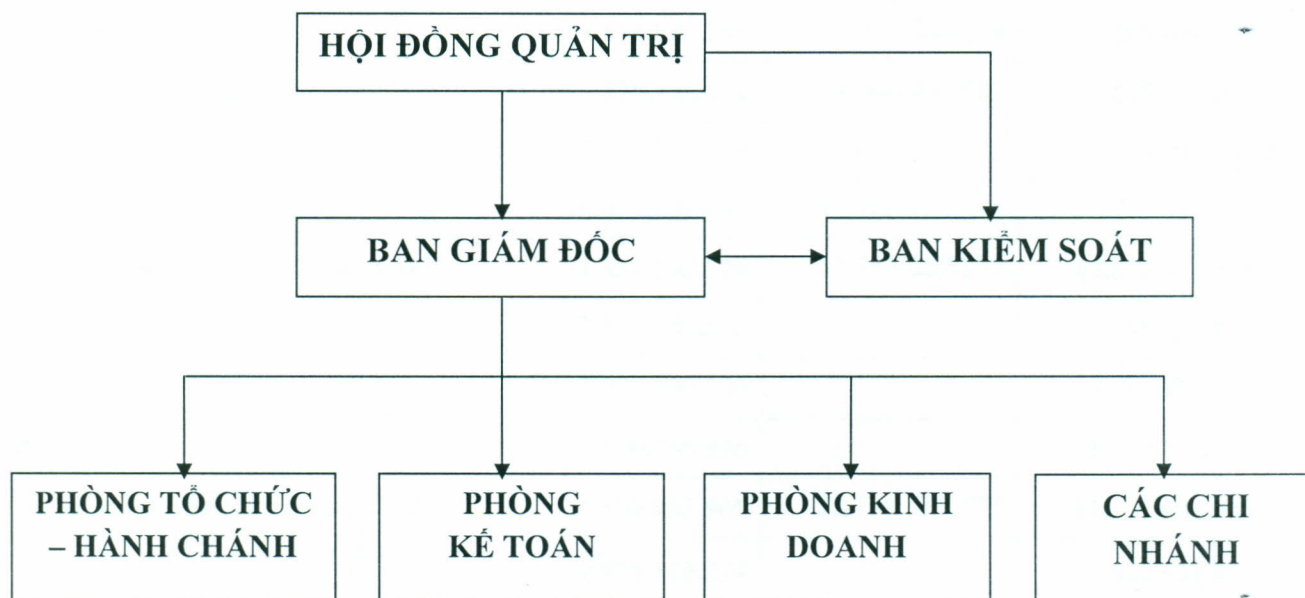 HỘI ĐỒNG QUẢN TRỊ
BAN GIÁM ĐỐC
BAN KIỂM SOÁT
PHÒNG TỔ CHỨC
– HÀNH CHÁNH
PHÒNG
KẾ TOÁN
PHÒNG KINH
DOANH
CÁC CHI
NHÁNH